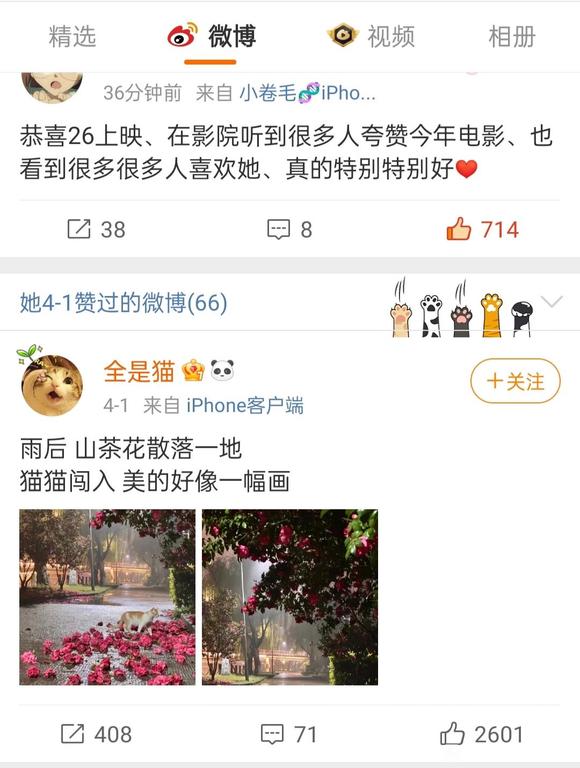 精选 微博 视频 相册
36分钟前 来自 小卷毛🧬iPho...
恭喜26上映、在影院听到很多人夸赞今年电影、也
看到很多很多人喜欢她、真的特别特别好❤️
38 8 714
她4-1赞过的微博(66)
全是猫
+关注
4-1 来自 iPhone客户端
雨后 山茶花散落一地
猫猫闯入 美的好像一幅画
408 71 2601